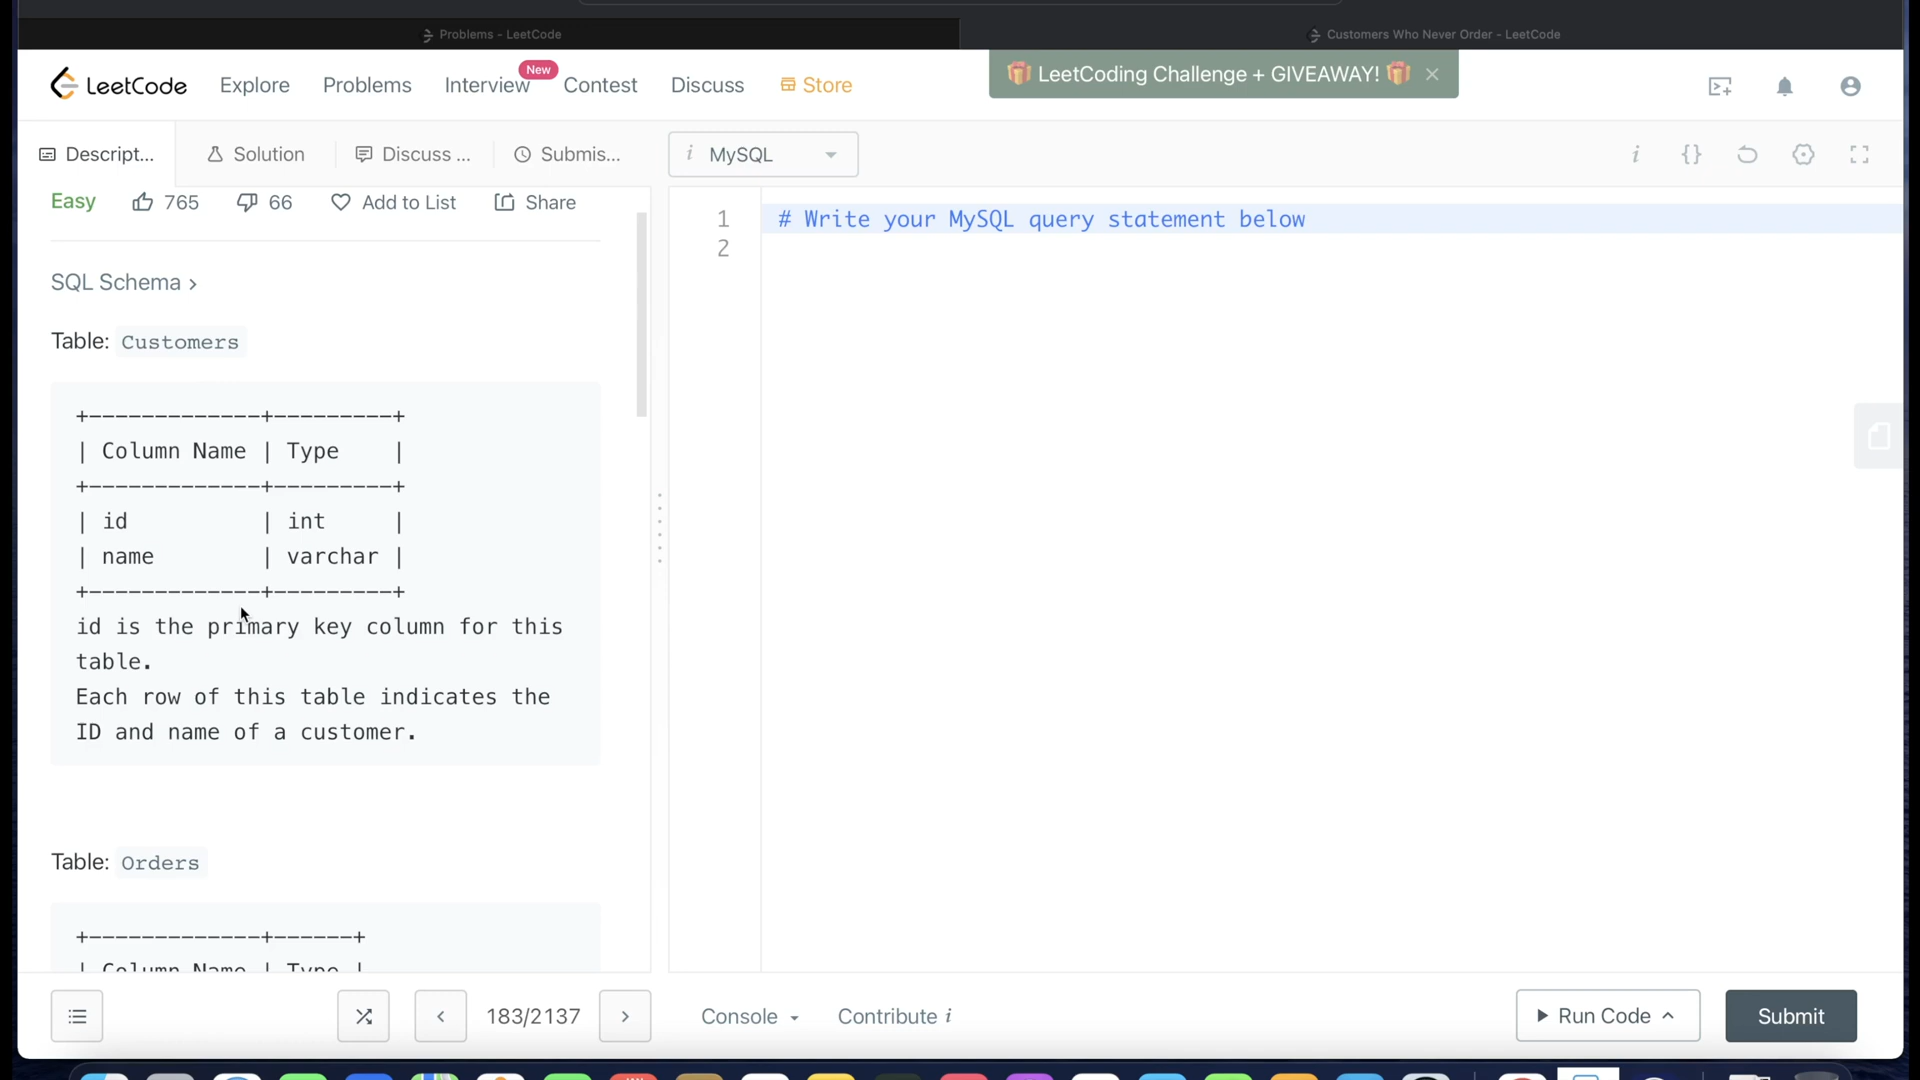 Problems - LeetCode
Customers Who Never Order - LeetCode
LeetCode Explore Problems Interview New Contest Discuss Store
LeetCoding Challenge + GIVEAWAY!
Descript... Solution Discuss ... Submis...
i MySQL
i {}
Easy 765 66 Add to List Share
SQL Schema >
Table: Customers
+-------------+---------+
| Column Name | Type    |
+-------------+---------+
| id          | int     |
| name        | varchar |
+-------------+---------+
id is the primary key column for this
table.
Each row of this table indicates the
ID and name of a customer.
Table: Orders
+-------------+------+
| Column Name | Type |
1 # Write your MySQL query statement below
2
183/2137
Console Contribute i
Run Code Submit